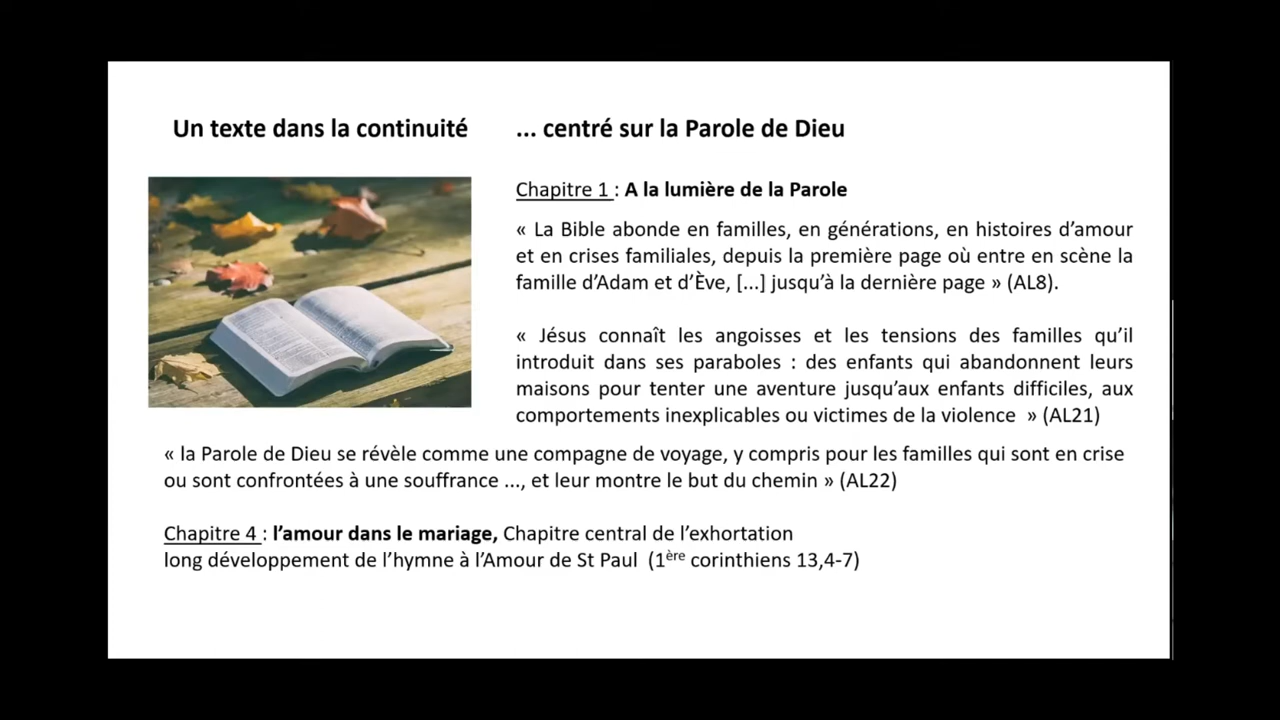 Un texte dans la continuité ... centré sur la Parole de Dieu
Chapitre 1 : A la lumière de la Parole
« La Bible abonde en familles, en générations, en histoires d’amour
et en crises familiales, depuis la première page où entre en scène la
famille d’Adam et d’Ève, [...] jusqu’à la dernière page » (AL8).
« Jésus connaît les angoisses et les tensions des familles qu’il
introduit dans ses paraboles : des enfants qui abandonnent leurs
maisons pour tenter une aventure jusqu’aux enfants difficiles, aux
comportements inexplicables ou victimes de la violence » (AL21)
« la Parole de Dieu se révèle comme une compagne de voyage, y compris pour les familles qui sont en crise
ou sont confrontées à une souffrance ..., et leur montre le but du chemin » (AL22)
Chapitre 4 : l’amour dans le mariage, Chapitre central de l’exhortation
long développement de l’hymne à l’Amour de St Paul (1ère corinthiens 13,4-7)